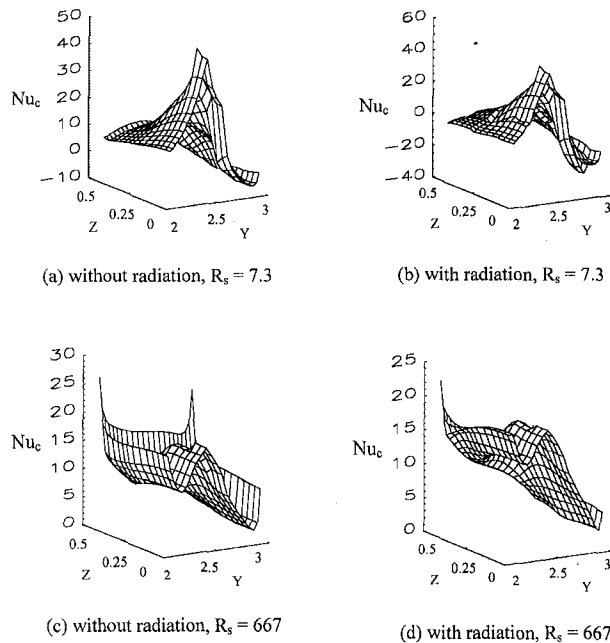 50
40
30
Nu_c 20
10
0
−10
0.5
Z 0.25
0 2 2.5 Y 3
(a) without radiation, R_s = 7.3
60
40
20
Nu_c
0
−20
−40
0.5
Z 0.25
0 2 2.5 Y 3
(b) with radiation, R_s = 7.3
30
25
20
Nu_c 15
10
5
0
0.5
Z 0.25
0 2 2.5 Y 3
(c) without radiation, R_s = 667
25
20
Nu_c 15
10
5
0
0.5
Z 0.25
0 2 2.5 Y 3
(d) with radiation, R_s = 667